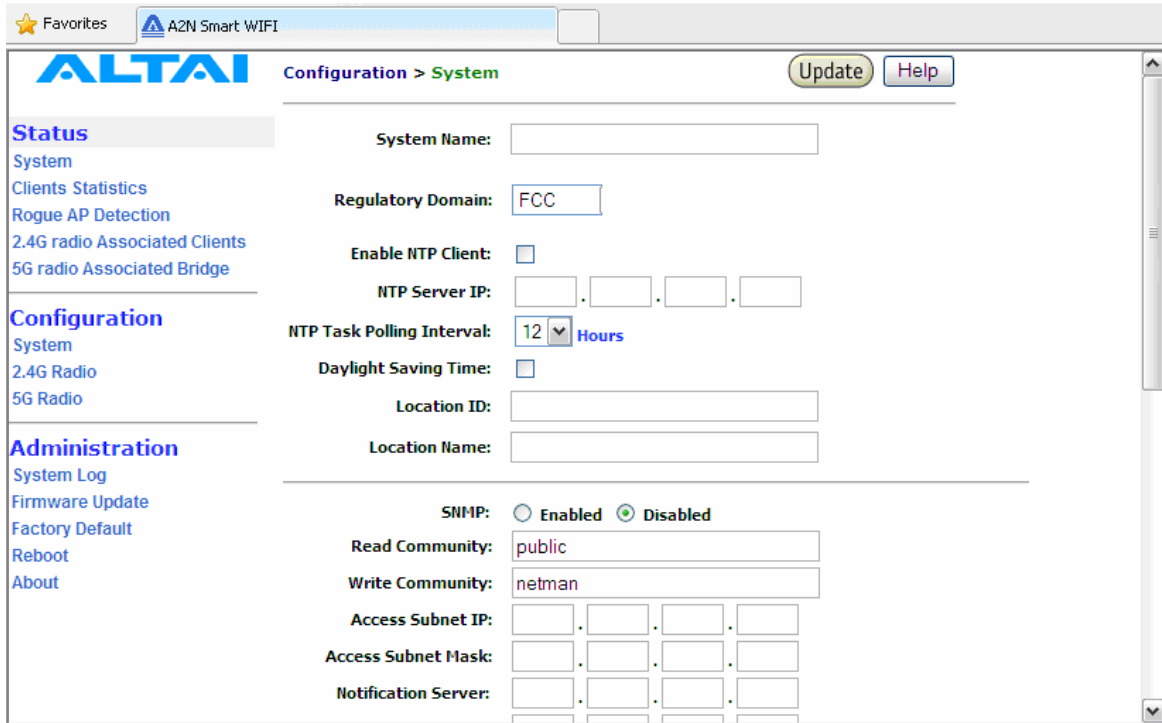 Favorites
A2N Smart WIFI
ALTAI
Configuration > System
Update
Help
Status
System
Clients Statistics
Rogue AP Detection
2.4G radio Associated Clients
5G radio Associated Bridge
Configuration
System
2.4G Radio
5G Radio
Administration
System Log
Firmware Update
Factory Default
Reboot
About
System Name:
Regulatory Domain: FCC
Enable NTP Client:
NTP Server IP: . . .
NTP Task Polling Interval: 12 Hours
Daylight Saving Time:
Location ID:
Location Name:
SNMP: Enabled Disabled
Read Community: public
Write Community: netman
Access Subnet IP: . . .
Access Subnet Mask: . . .
Notification Server: . . .